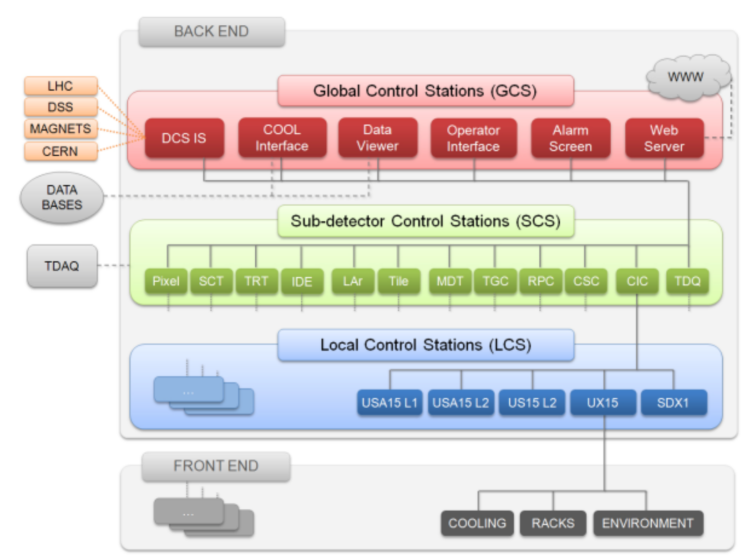 BACK END
WWW
LHC
DSS
MAGNETS
CERN
Global Control Stations (GCS)
DCS IS
COOL
Interface
Data
Viewer
Operator
Interface
Alarm
Screen
Web
Server
DATA
BASES
Sub-detector Control Stations (SCS)
TDAQ
Pixel
SCT
TRT
IDE
LAr
Tile
MDT
TGC
RPC
CSC
CIC
TDQ
Local Control Stations (LCS)
...
USA15 L1
USA15 L2
US15 L2
UX15
SDX1
FRONT END
...
COOLING
RACKS
ENVIRONMENT